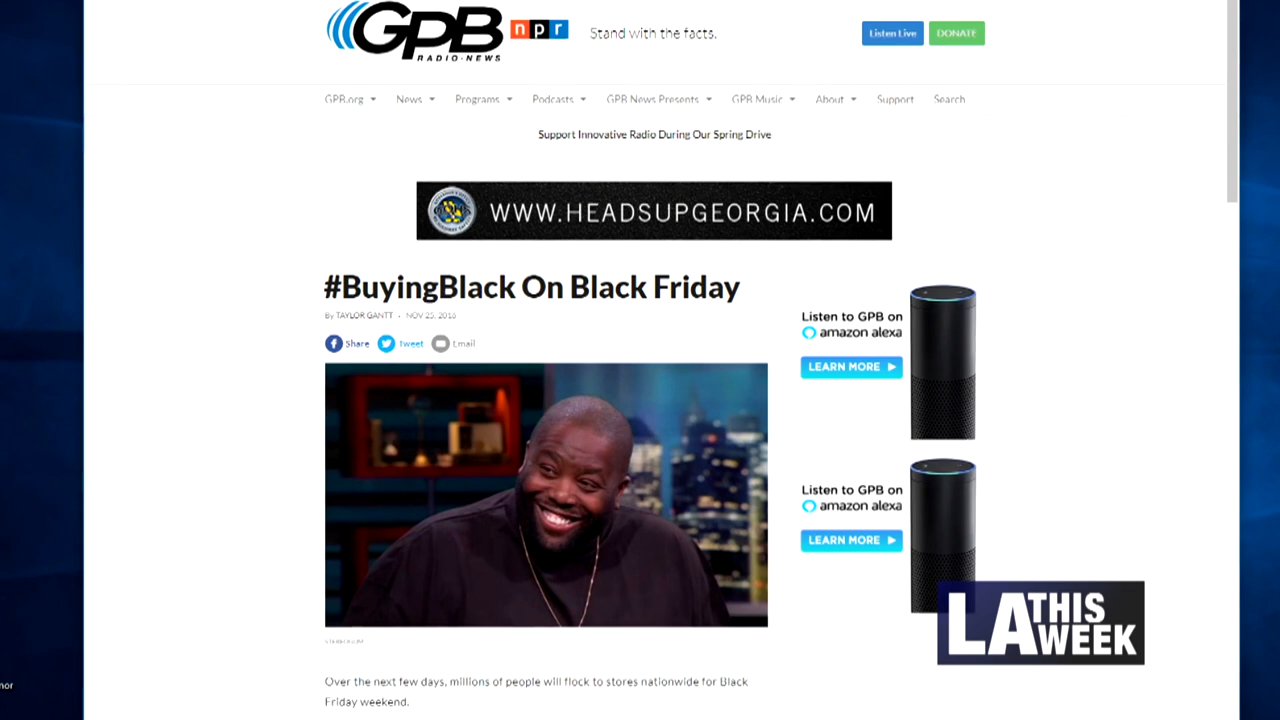 GPB
RADIO·NEWS
npr
Stand with the facts.
Listen Live
DONATE
GPB.org
News
Programs
Podcasts
GPB News Presents
GPB Music
About
Support
Search
Support Innovative Radio During Our Spring Drive
WWW.HEADSUPGEORGIA.COM
#BuyingBlack On Black Friday
By TAYLOR GANTT · NOV 25, 2016
Share
Tweet
Email
Listen to GPB on
amazon alexa
LEARN MORE
Listen to GPB on
amazon alexa
LEARN MORE
LA THIS WEEK
Over the next few days, millions of people will flock to stores nationwide for Black
Friday weekend.
nor